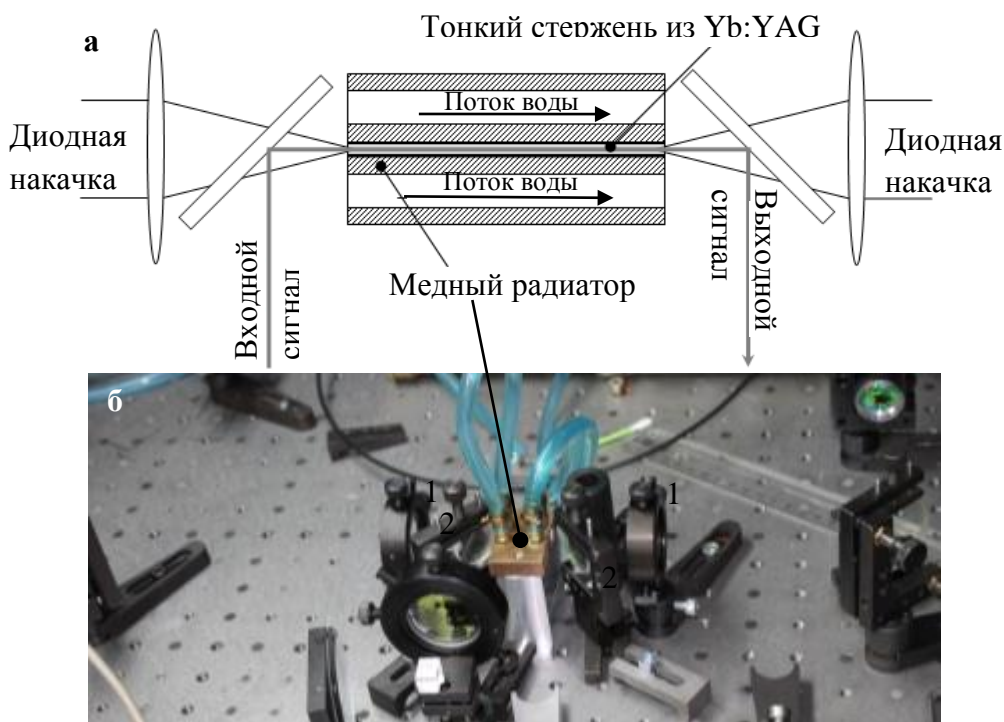 а
Тонкий стержень из Yb:YAG
Поток воды
Диодная
накачка
Диодная
накачка
Поток воды
Входной
сигнал
Медный радиатор
Выходной
сигнал
б
1
2
1
2